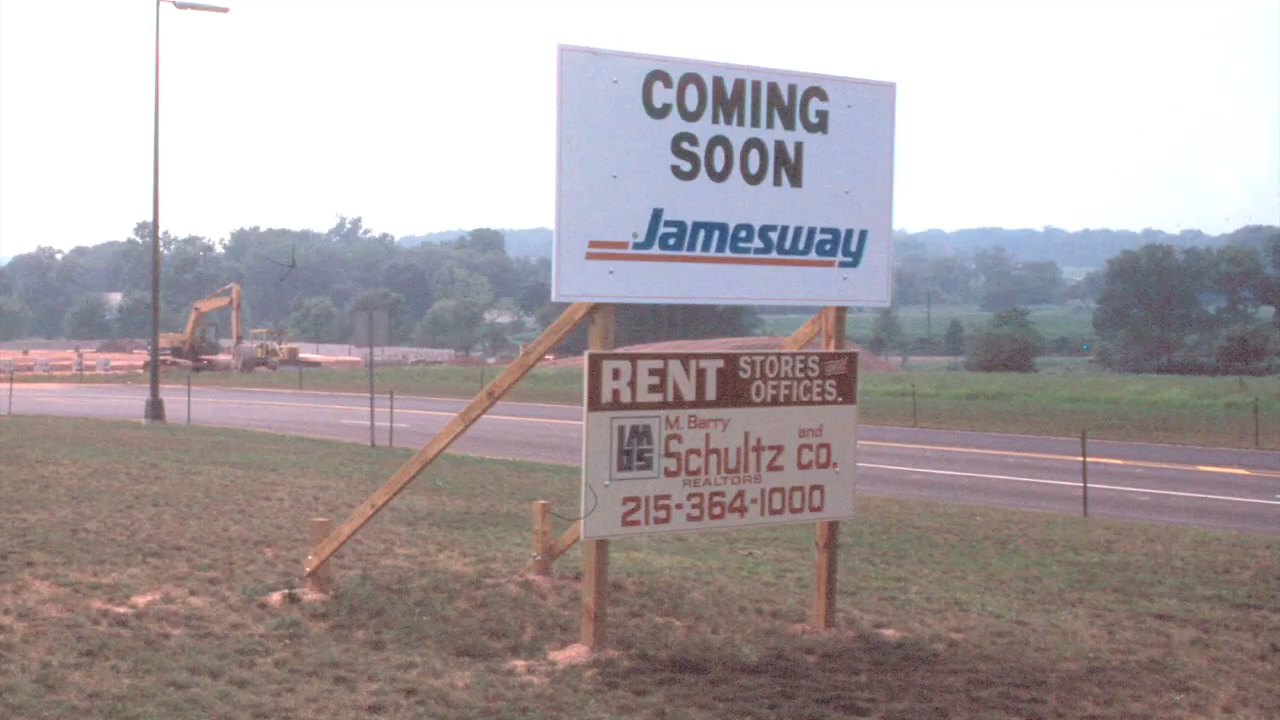 COMING
SOON
Jamesway
RENT STORES
OFFICES.
M. Barry
Schultz and CO.
REALTORS
215-364-1000